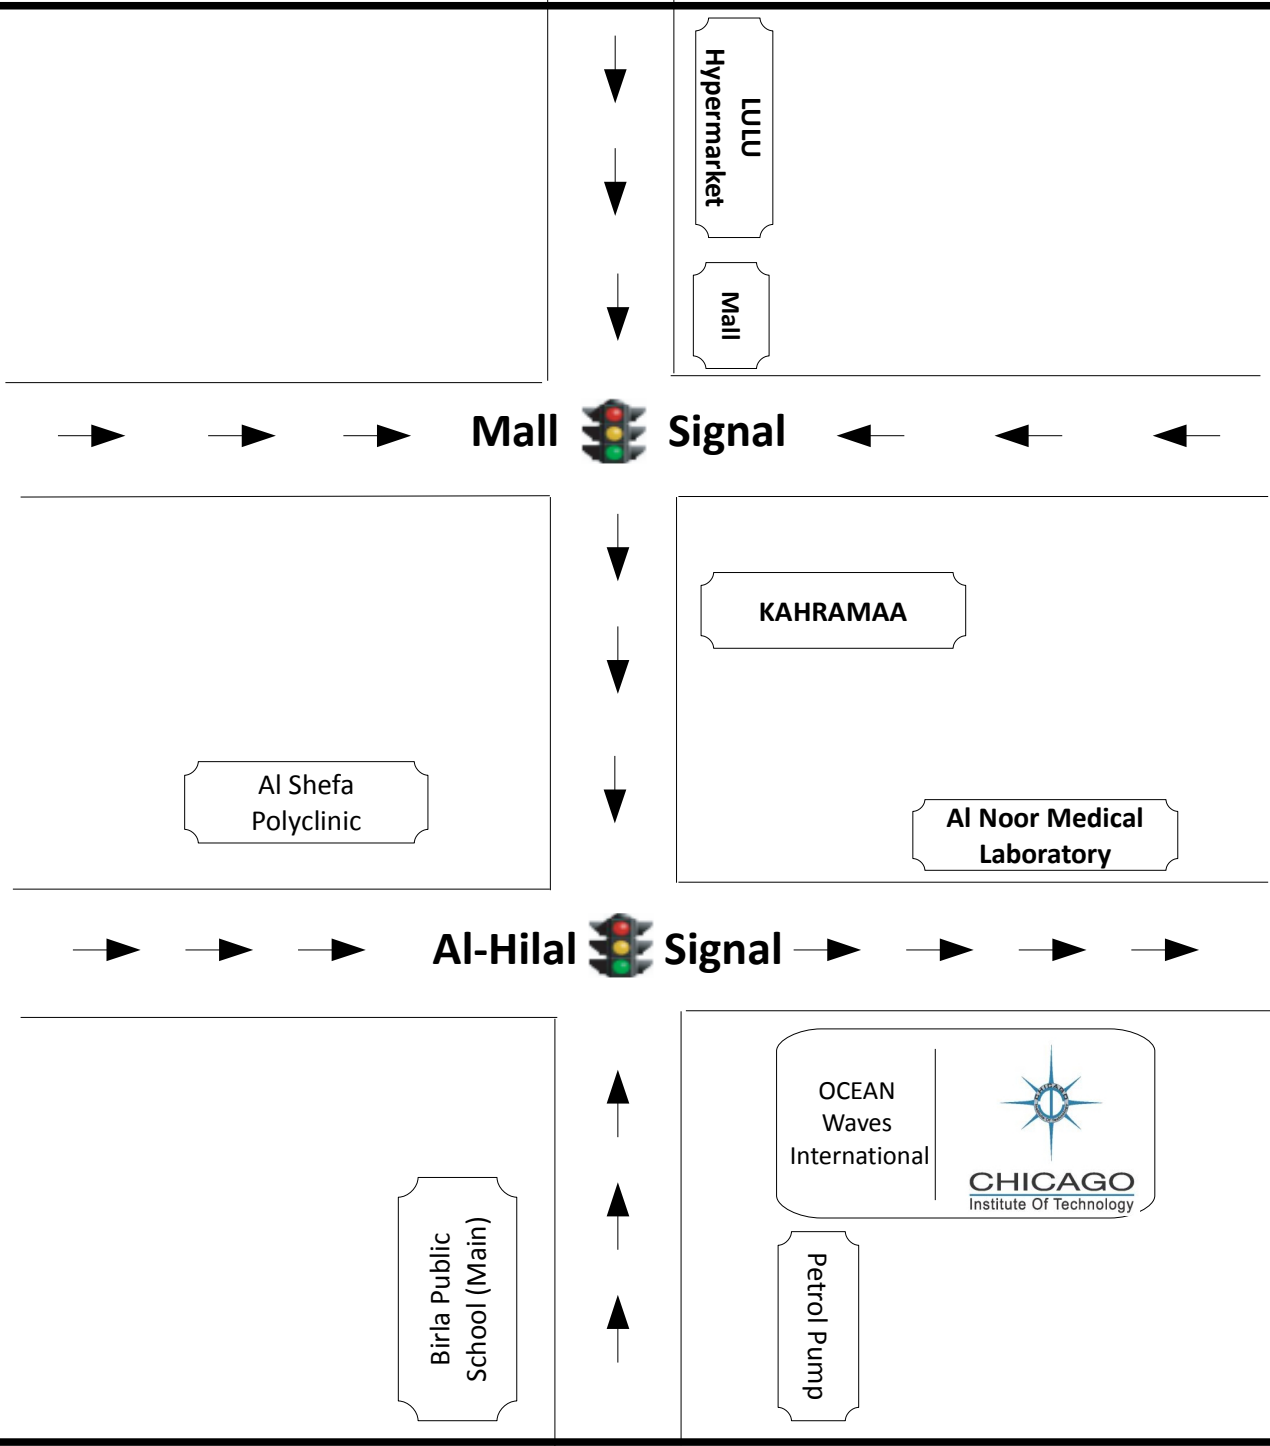 LULU
Hypermarket
Mall
Mall Signal
KAHRAMAA
Al Shefa
Polyclinic
Al Noor Medical
Laboratory
Al-Hilal Signal
OCEAN
Waves
International
CHICAGO
Institute Of Technology
Birla Public
School (Main)
Petrol Pump